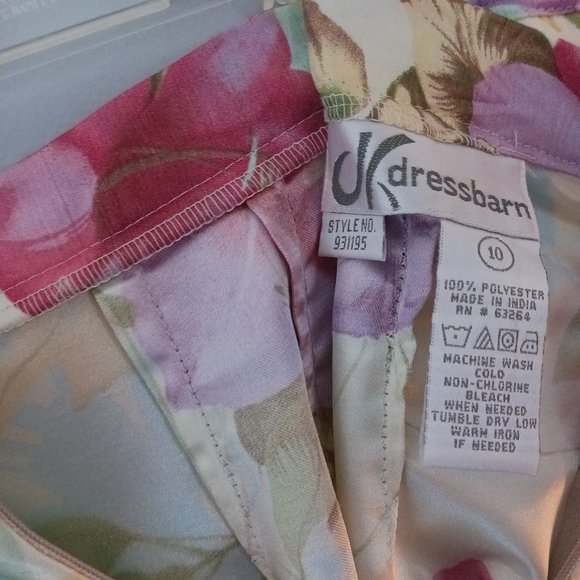 dressbarn
STYLE NO.
931195
10
100% POLYESTER
MADE IN INDIA
RN # 63264
MACHINE WASH
COLD
NON-CHLORINE
BLEACH
WHEN NEEDED
TUMBLE DRY LOW
WARM IRON
IF NEEDED